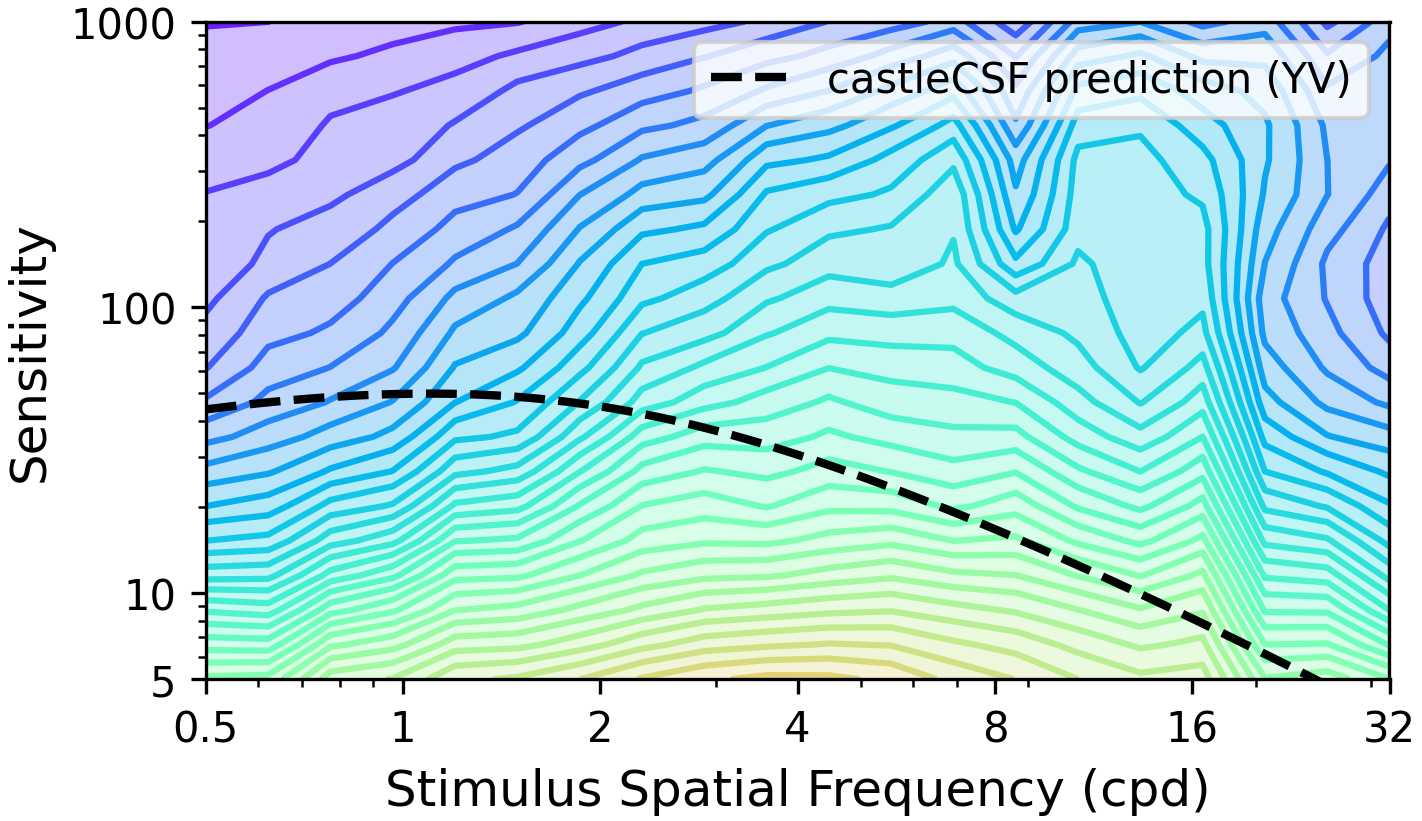 1000
castleCSF prediction (YV)
100
10
5
Sensitivity
0.5 1 2 4 8 16 32
Stimulus Spatial Frequency (cpd)